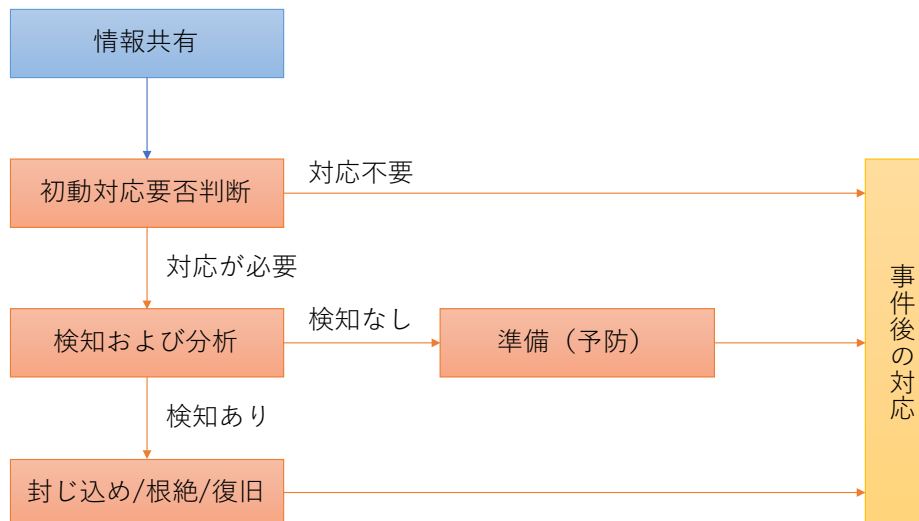 情報共有
初動対応要否判断
対応不要
対応が必要
検知および分析
検知なし
準備（予防）
検知あり
封じ込め/根絶/復旧
事件後の対応